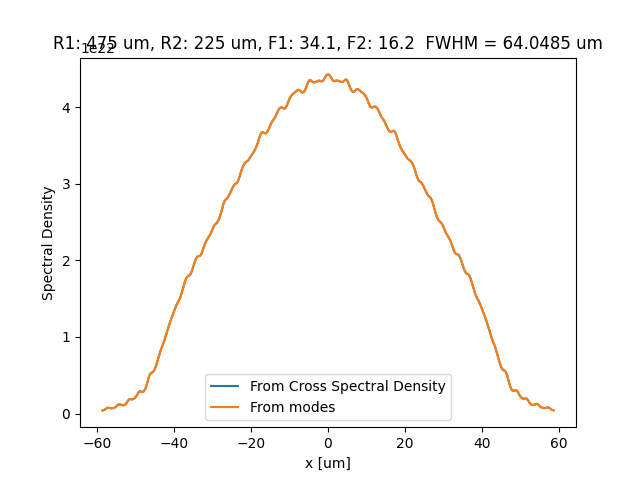 R1: 475 um, R2: 225 um, F1: 34.1, F2: 16.2  FWHM = 64.0485 um
1e22
4
3
2
1
0
Spectral Density
From Cross Spectral Density
From modes
−60
−40
−20
0
20
40
60
x [um]